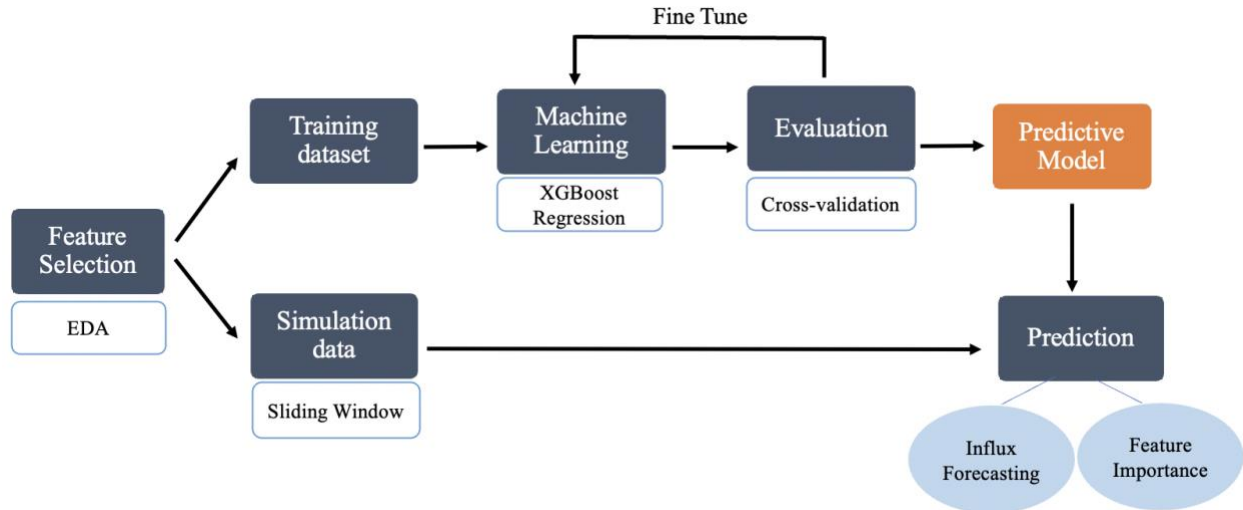 Fine Tune
Training
dataset
Machine
Learning
Evaluation
Predictive
Model
XGBoost
Regression
Cross-validation
Feature
Selection
EDA
Simulation
data
Sliding Window
Prediction
Influx
Forecasting
Feature
Importance